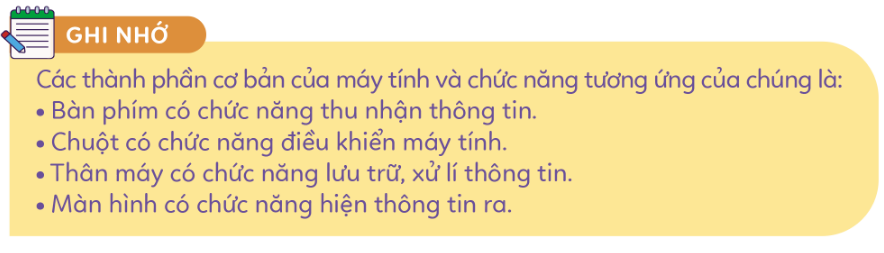 GHI NHỚ
Các thành phần cơ bản của máy tính và chức năng tương ứng của chúng là:
• Bàn phím có chức năng thu nhận thông tin.
• Chuột có chức năng điều khiển máy tính.
• Thân máy có chức năng lưu trữ, xử lí thông tin.
• Màn hình có chức năng hiện thông tin ra.